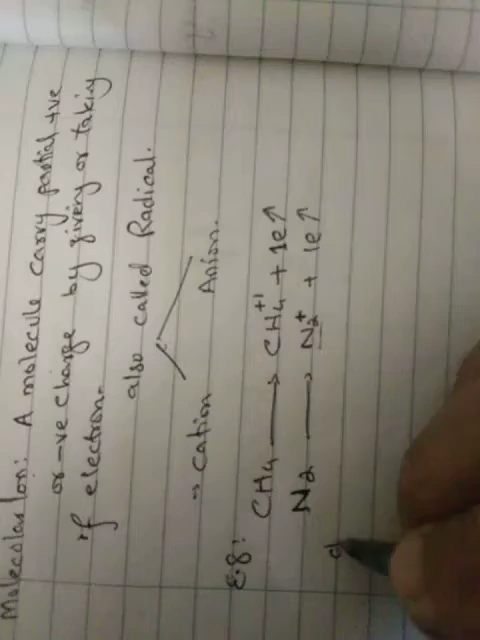 Molecular Ion: A molecule carry partial +ve
or -ve charge by giving or taking
of electron.
also called Radical.
→ Cation Anion.
E.g:
CH4 → CH4+1 + 1e↑
N2 → N2+ + 1e↑